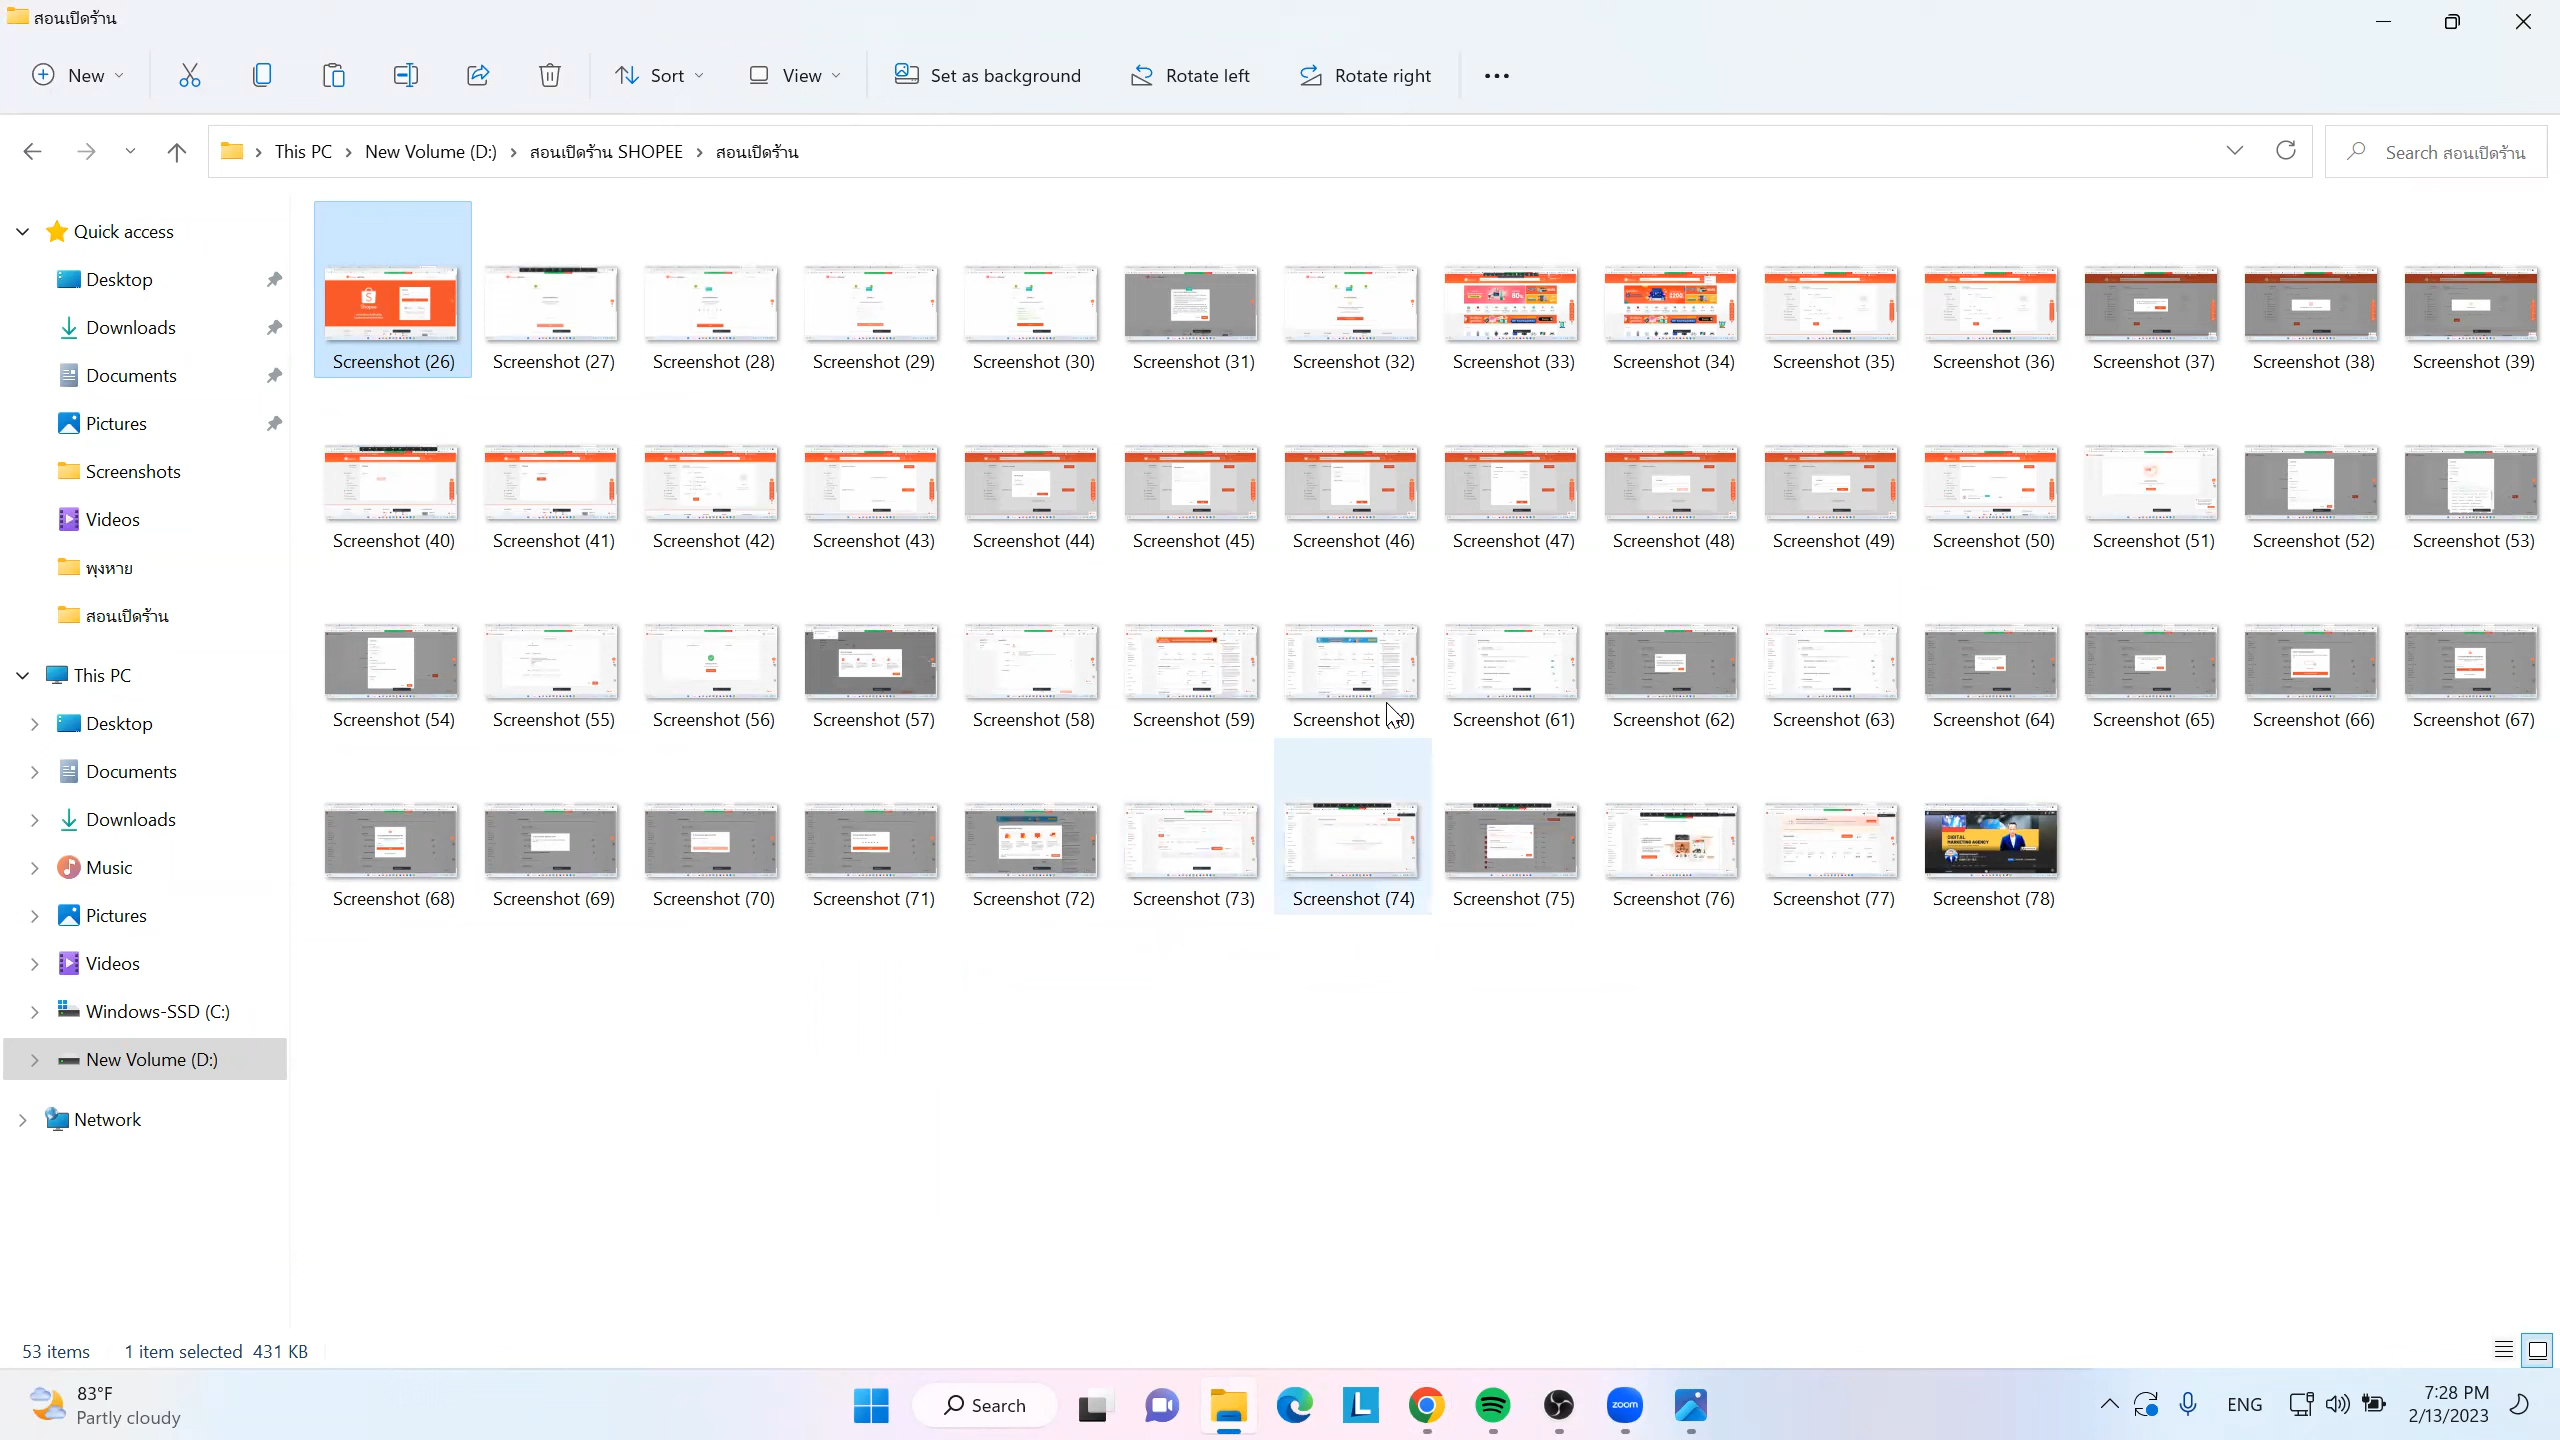 สอนเปิดร้าน
New
Sort
View
Set as background
Rotate left
Rotate right
This PC
New Volume (D:)
สอนเปิดร้าน SHOPEE
สอนเปิดร้าน
Search สอนเปิดร้าน
Quick access
Desktop
Downloads
Documents
Pictures
Screenshots
Videos
พุงหาย
สอนเปิดร้าน
This PC
Desktop
Documents
Downloads
Music
Pictures
Videos
Windows-SSD (C:)
New Volume (D:)
Network
Screenshot (26) Screenshot (27) Screenshot (28) Screenshot (29) Screenshot (30) Screenshot (31) Screenshot (32) Screenshot (33) Screenshot (34) Screenshot (35) Screenshot (36) Screenshot (37) Screenshot (38) Screenshot (39)
Screenshot (40) Screenshot (41) Screenshot (42) Screenshot (43) Screenshot (44) Screenshot (45) Screenshot (46) Screenshot (47) Screenshot (48) Screenshot (49) Screenshot (50) Screenshot (51) Screenshot (52) Screenshot (53)
Screenshot (54) Screenshot (55) Screenshot (56) Screenshot (57) Screenshot (58) Screenshot (59) Screenshot Screenshot (61) Screenshot (62) Screenshot (63) Screenshot (64) Screenshot (65) Screenshot (66) Screenshot (67)
DIGITAL
MARKETING AGENCY
Screenshot (68) Screenshot (69) Screenshot (70) Screenshot (71) Screenshot (72) Screenshot (73) Screenshot (74) Screenshot (75) Screenshot (76) Screenshot (77) Screenshot (78)
53 items
1 item selected 431 KB
83°F
Partly cloudy
Search
zoom
ENG
7:28 PM
2/13/2023